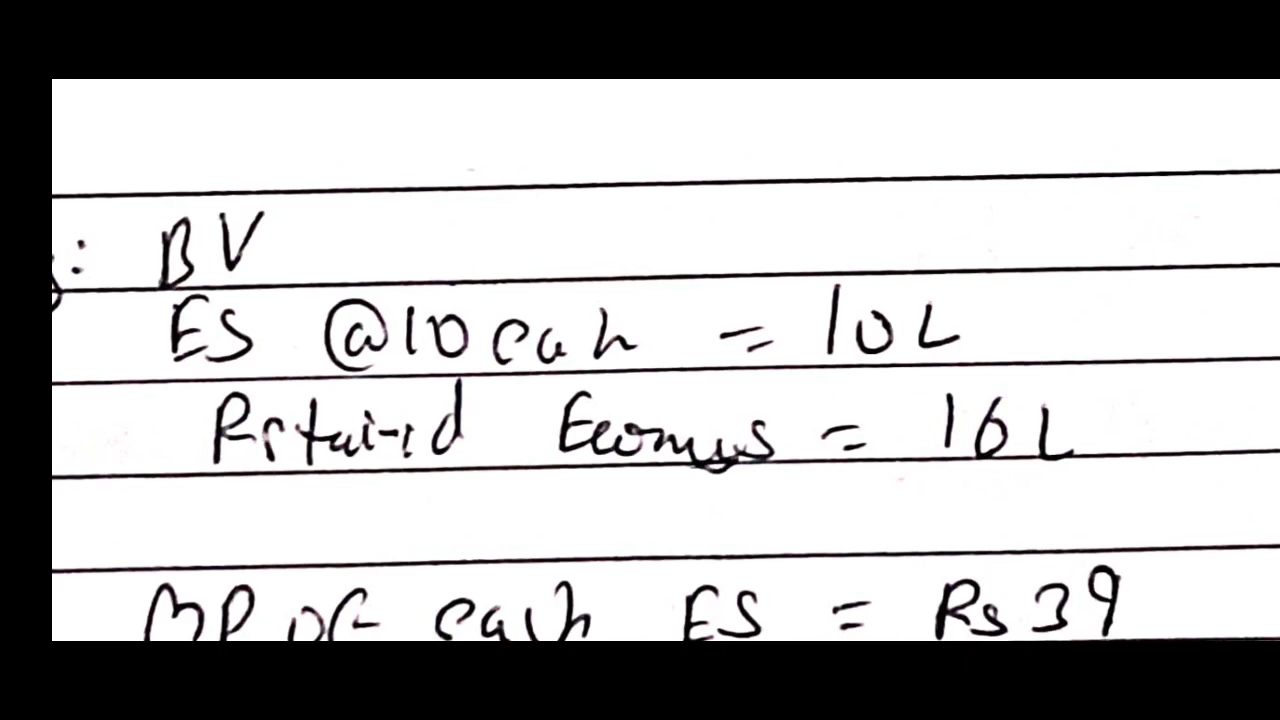 : BV
ES @10 each = 10L
Retained Earnings = 16L
MP of each ES = Rs 39